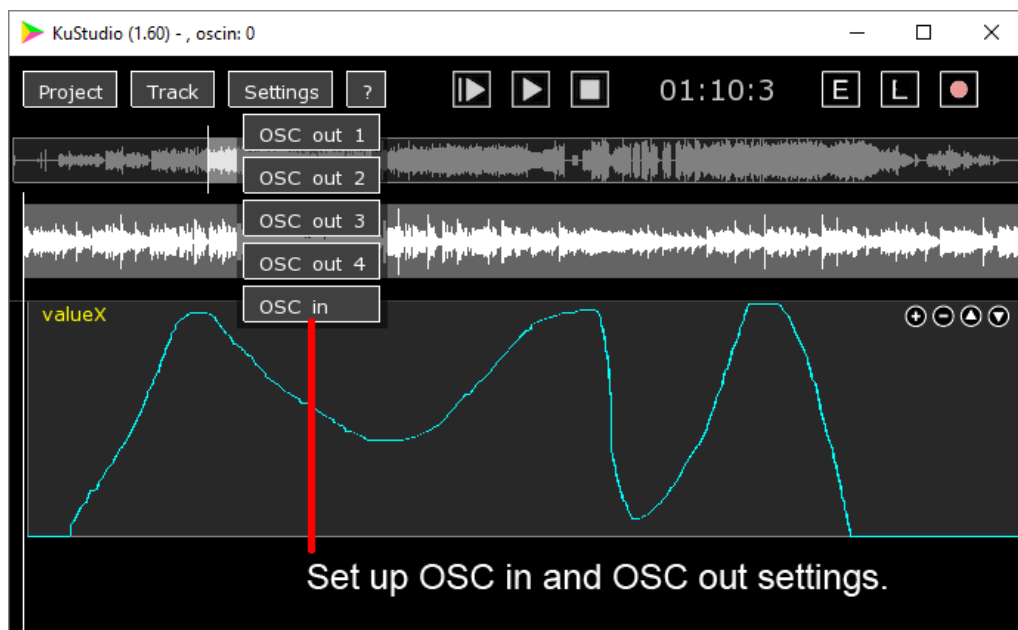 KuStudio (1.60) - , oscin: 0
Project Track Settings ? 01:10:3 E L
OSC out 1
OSC out 2
OSC out 3
OSC out 4
OSC in
valueX
Set up OSC in and OSC out settings.